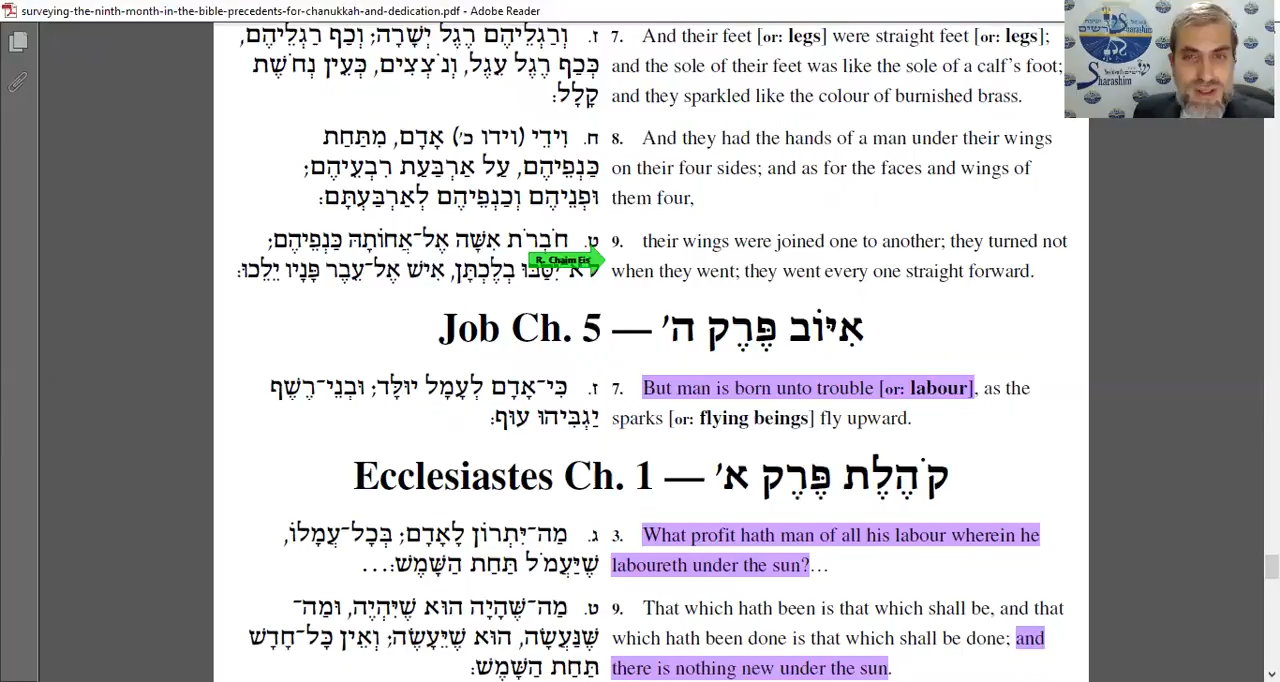 surveying-the-ninth-month-in-the-bible-precedents-for-chanukkah-and-dedication.pdf - Adobe Reader
Sharashim
ז. וְרַגְלֵיהֶם רֶגֶל יְשָׁרָה; וְכַף רַגְלֵיהֶם,
כְּכַף רֶגֶל עֵגֶל, וְנֹצְצִים, כְּעֵין נְחֹשֶׁת
קָלָל:
7. And their feet [or: legs] were straight feet [or: legs];
and the sole of their feet was like the sole of a calf's foot;
and they sparkled like the colour of burnished brass.
ח. וִידֵי (וידו כ׳) אָדָם, מִתַּחַת
כַּנְפֵיהֶם, עַל אַרְבַּעַת רִבְעֵיהֶם;
וּפְנֵיהֶם וְכַנְפֵיהֶם לְאַרְבַּעְתָּם:
8. And they had the hands of a man under their wings
on their four sides; and as for the faces and wings of
them four,
ט. חֹבְרֹת אִשָּׁה אֶל־אֲחוֹתָהּ כַּנְפֵיהֶם;
לֹא יִסַּבּוּ בְלֶכְתָּן, אִישׁ אֶל־עֵבֶר פָּנָיו יֵלֵכוּ:
R. Chaim Eis
9. their wings were joined one to another; they turned not
when they went; they went every one straight forward.
Job Ch. 5 — אִיּוֹב פֶּרֶק ה׳
ז. כִּי־אָדָם לְעָמָל יוּלָּד; וּבְנֵי־רֶשֶׁף
יַגְבִּיהוּ עוּף:
7. But man is born unto trouble [or: labour], as the
sparks [or: flying beings] fly upward.
Ecclesiastes Ch. 1 — קֹהֶלֶת פֶּרֶק א׳
ג. מַה־יִּתְרוֹן לָאָדָם; בְּכָל־עֲמָלוֹ,
שֶׁיַּעֲמֹל תַּחַת הַשָּׁמֶשׁ:…
3. What profit hath man of all his labour wherein he
laboureth under the sun?…
ט. מַה־שֶּׁהָיָה הוּא שֶׁיִּהְיֶה, וּמַה־
שֶּׁנַּעֲשָׂה, הוּא שֶׁיֵּעָשֶׂה; וְאֵין כָּל־חָדָשׁ
תַּחַת הַשָּׁמֶשׁ:
9. That which hath been is that which shall be, and that
which hath been done is that which shall be done; and
there is nothing new under the sun.